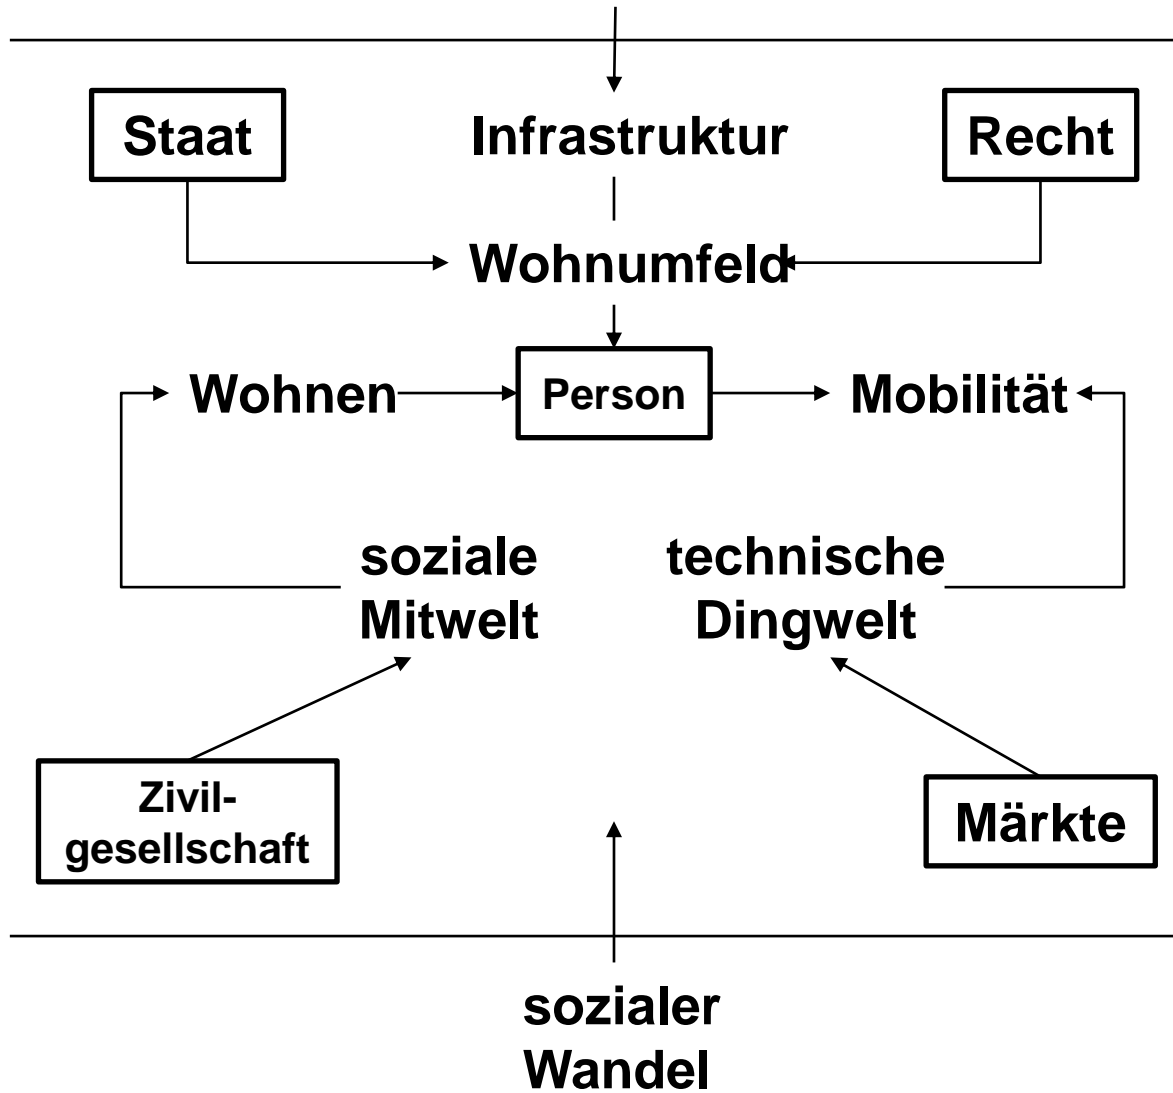 Staat
Infrastruktur
Recht
Wohnumfeld
Wohnen
Person
Mobilität
soziale
Mitwelt
technische
Dingwelt
Zivil-
gesellschaft
Märkte
sozialer
Wandel